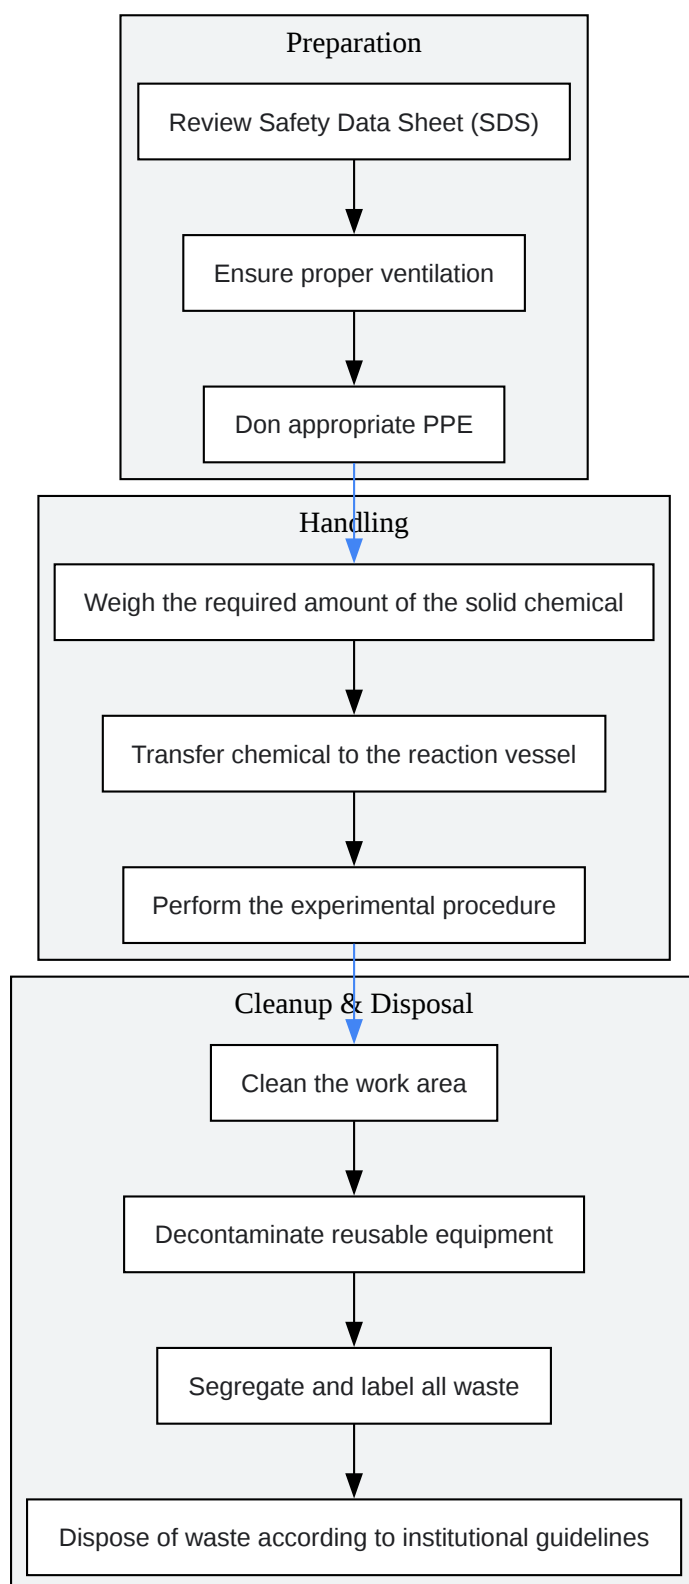 Preparation
Review Safety Data Sheet (SDS)
Ensure proper ventilation
Don appropriate PPE
Handling
Weigh the required amount of the solid chemical
Transfer chemical to the reaction vessel
Perform the experimental procedure
Cleanup & Disposal
Clean the work area
Decontaminate reusable equipment
Segregate and label all waste
Dispose of waste according to institutional guidelines